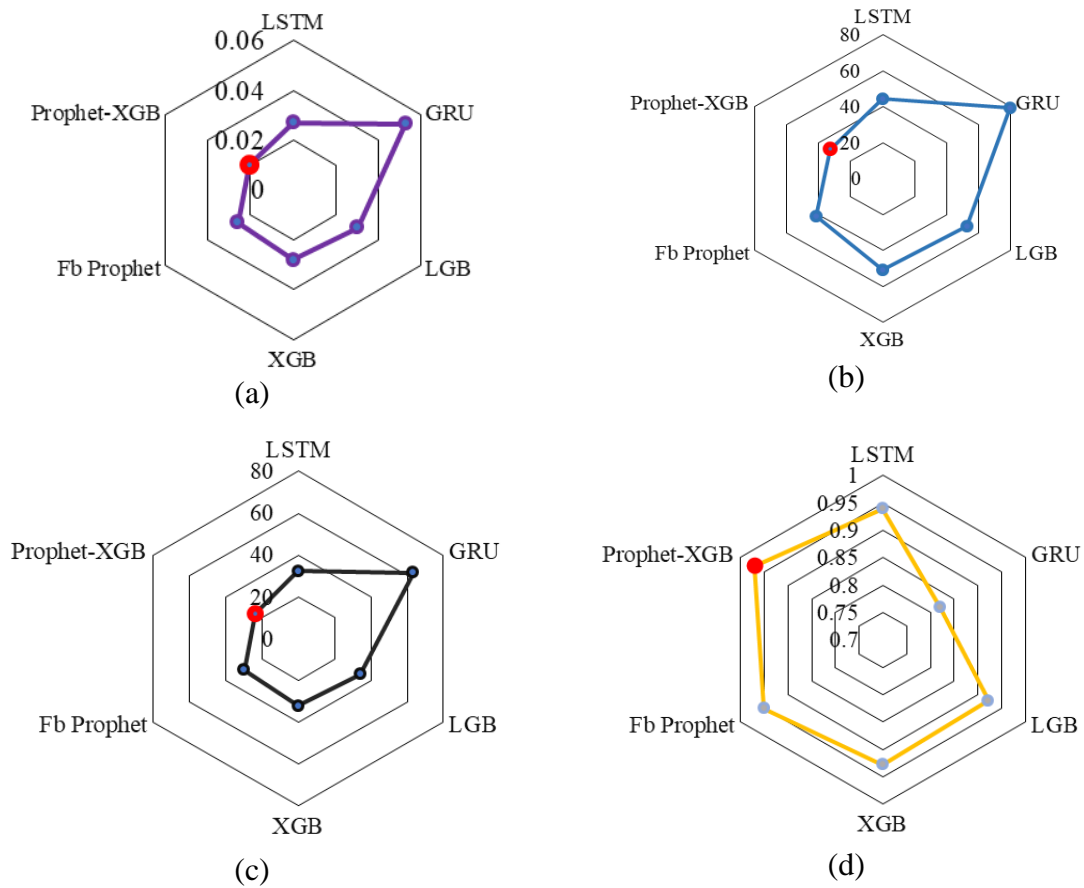 LSTM
0.06
0.04
0.02
0
Prophet-XGB
GRU
Fb Prophet
LGB
XGB
(a)
LSTM
80
60
40
20
0
Prophet-XGB
GRU
Fb Prophet
LGB
XGB
(b)
LSTM
80
60
40
20
0
Prophet-XGB
GRU
Fb Prophet
LGB
XGB
(c)
LSTM
1
0.95
0.9
0.85
0.8
0.75
0.7
Prophet-XGB
GRU
Fb Prophet
LGB
XGB
(d)